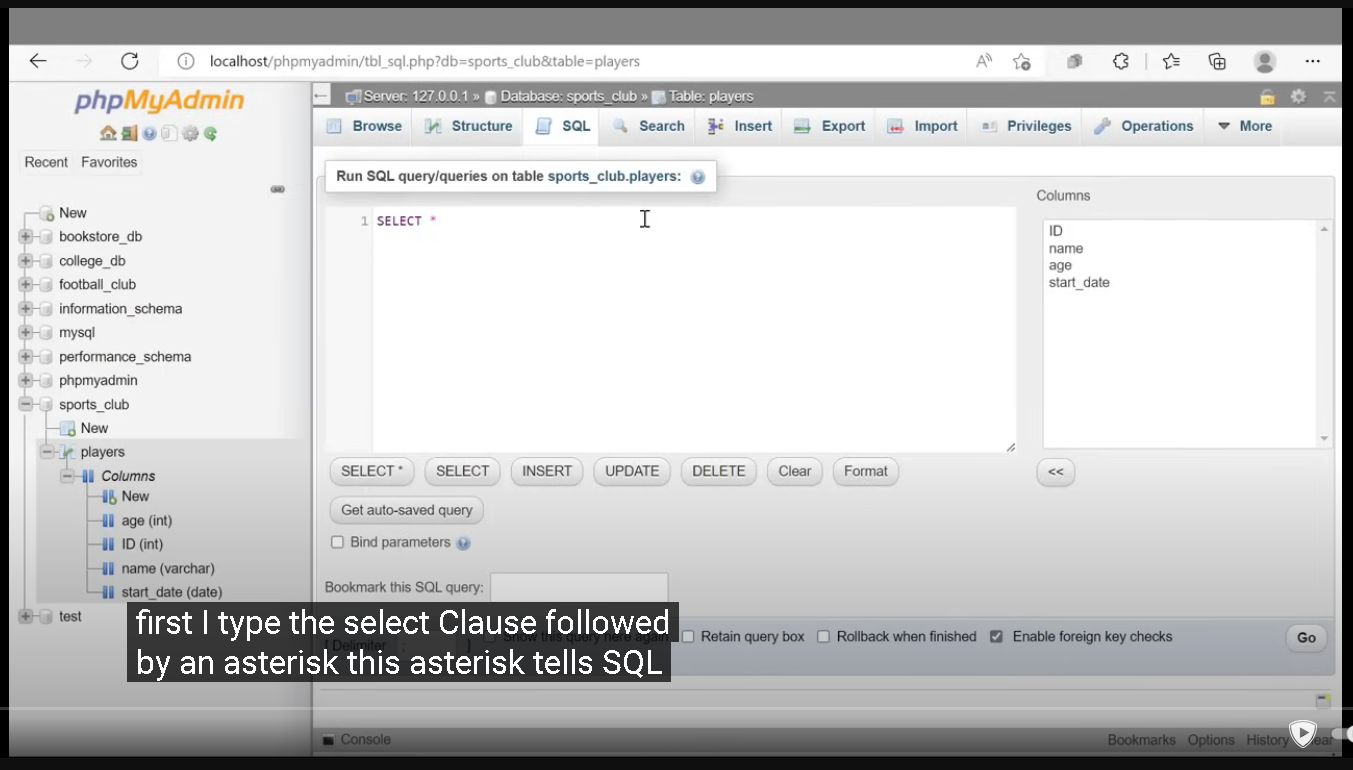 localhost/phpmyadmin/tbl_sql.php?db=sports_club&table=players
phpMyAdmin
Recent Favorites
New
bookstore_db
college_db
football_club
information_schema
mysql
performance_schema
phpmyadmin
sports_club
New
players
Columns
New
age (int)
ID (int)
name (varchar)
start_date (date)
test
Server: 127.0.0.1 » Database: sports_club » Table: players
Browse Structure SQL Search Insert Export Import Privileges Operations More
Run SQL query/queries on table sports_club.players:
1 SELECT *
Columns
ID
name
age
start_date
SELECT * SELECT INSERT UPDATE DELETE Clear Format <<
Get auto-saved query
Bind parameters
Bookmark this SQL query:
[ Delimiter ] Show this query here again Retain query box Rollback when finished Enable foreign key checks Go
first I type the select Clause followed
by an asterisk this asterisk tells SQL
Console Bookmarks Options History